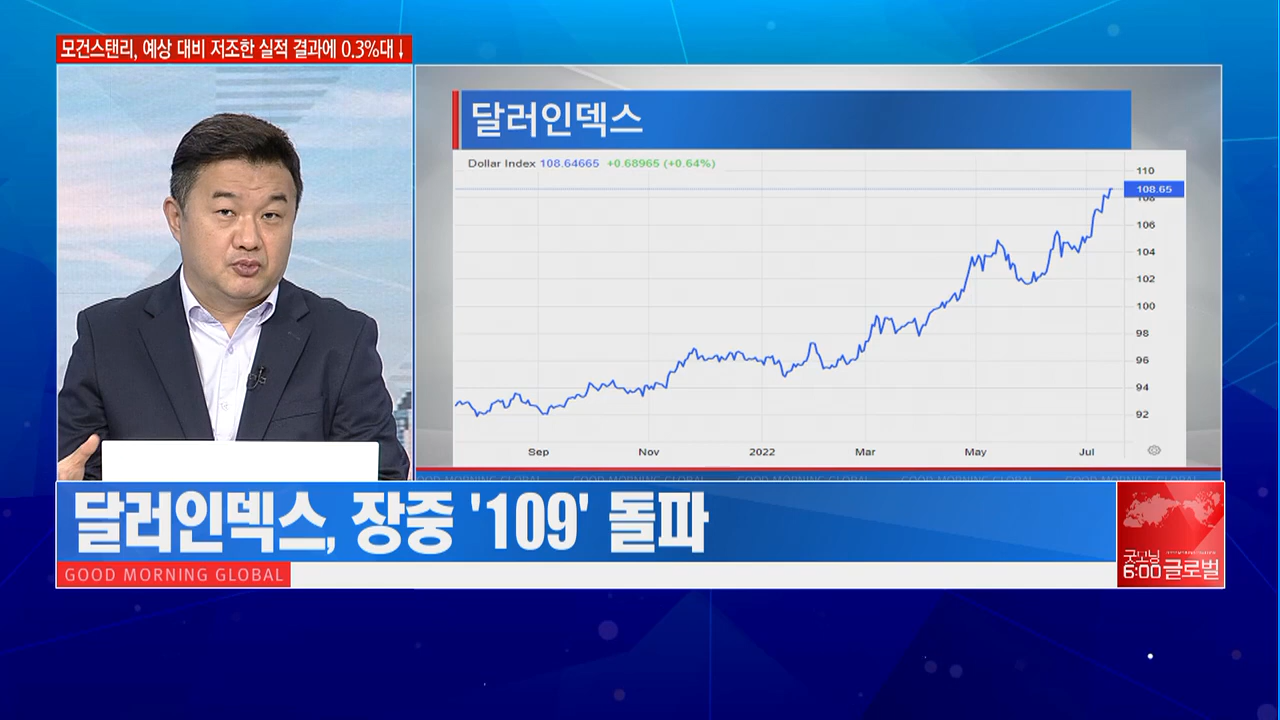 모건스탠리, 예상 대비 저조한 실적 결과에 0.3%대↓
달러인덱스
Dollar Index 108.64665 +0.68965 (+0.64%)
110
108.65
108
106
104
102
100
98
96
94
92
Sep Nov 2022 Mar May Jul
달러인덱스, 장중 '109' 돌파
GOOD MORNING GLOBAL
굿모닝
6:00 글로벌